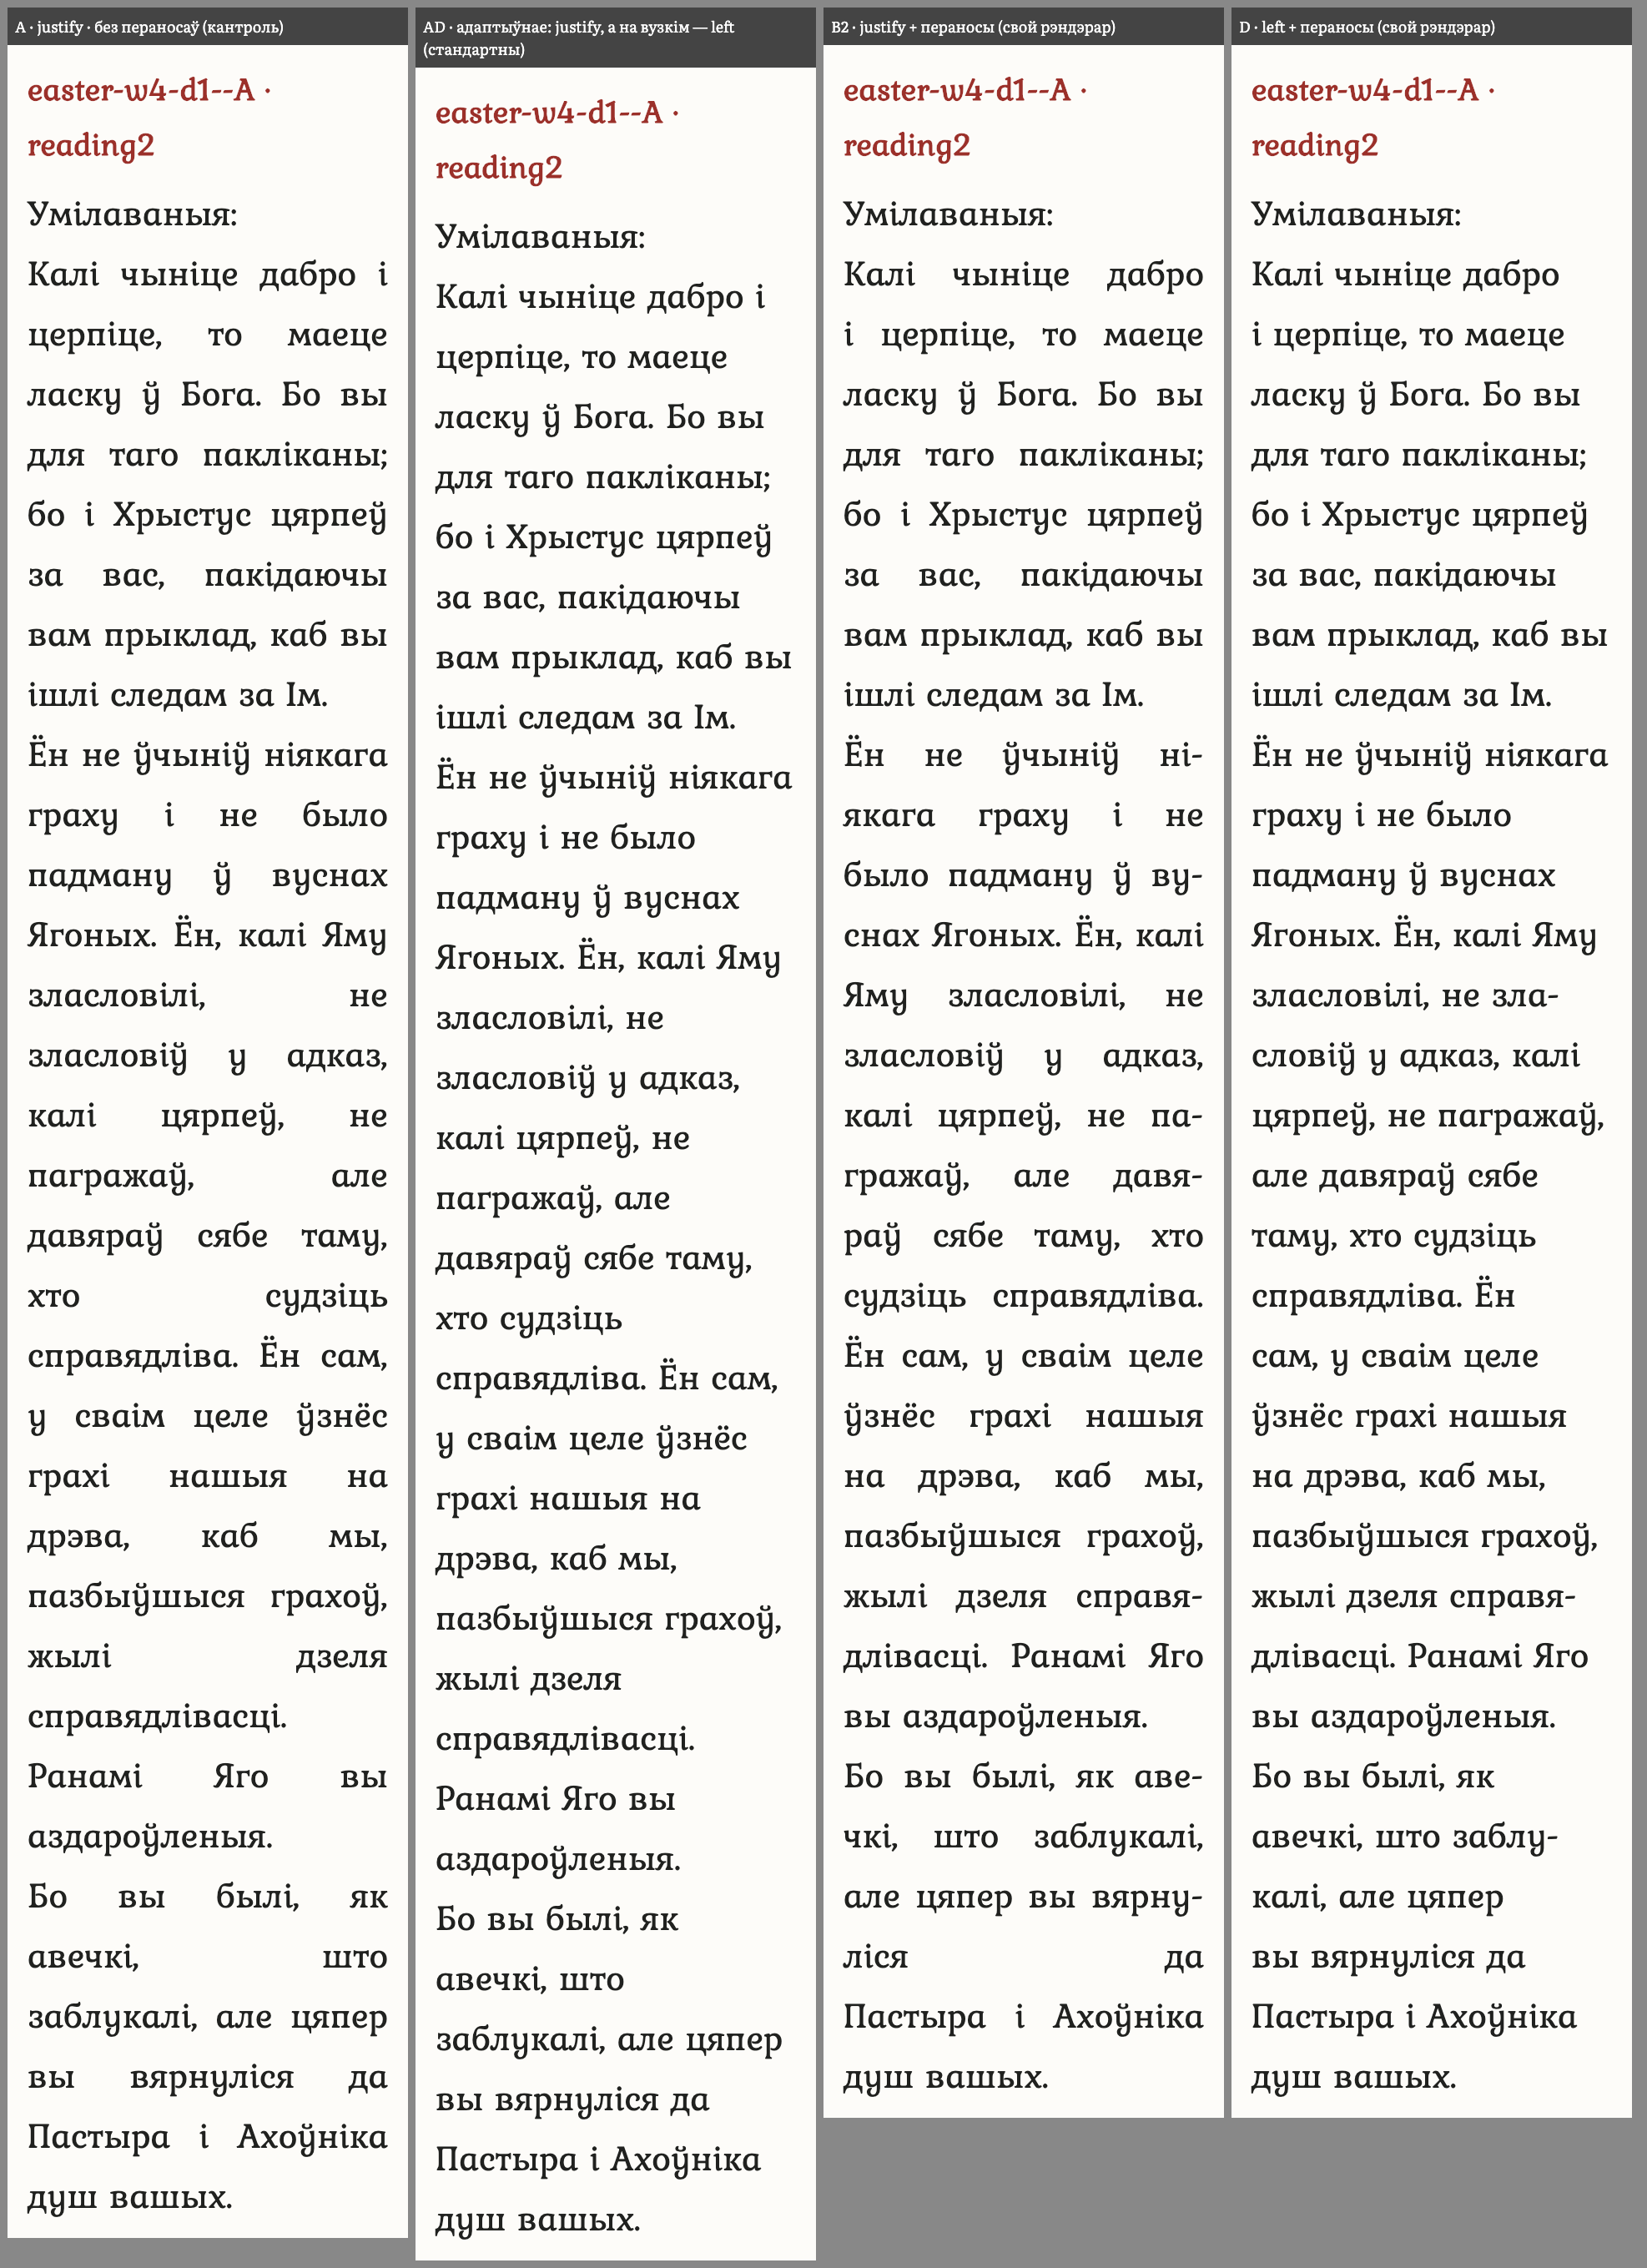 A · justify · без пераносаў (кантроль)
easter-w4-d1--A ·
reading2
Умілаваныя:
Калі чыніце дабро і
церпіце, то маеце
ласку ў Бога. Бо вы
для таго пакліканы;
бо і Хрыстус цярпеў
за вас, пакідаючы
вам прыклад, каб вы
ішлі следам за Ім.
Ён не ўчыніў ніякага
граху і не было
падману ў вуснах
Ягоных. Ён, калі Яму
зласловілі, не
зласловіў у адказ,
калі цярпеў, не
пагражаў, але
давяраў сябе таму,
хто судзіць
справядліва. Ён сам,
у сваім целе ўзнёс
грахі нашыя на
дрэва, каб мы,
пазбыўшыся грахоў,
жылі дзеля
справядлівасці.
Ранамі Яго вы
аздароўленыя.
Бо вы былі, як
авечкі, што
заблукалі, але цяпер
вы вярнуліся да
Пастыра і Ахоўніка
душ вашых.
AD · адаптыўнае: justify, а на вузкім — left
(стандартны)
easter-w4-d1--A ·
reading2
Умілаваныя:
Калі чыніце дабро і
церпіце, то маеце
ласку ў Бога. Бо вы
для таго пакліканы;
бо і Хрыстус цярпеў
за вас, пакідаючы
вам прыклад, каб вы
ішлі следам за Ім.
Ён не ўчыніў ніякага
граху і не было
падману ў вуснах
Ягоных. Ён, калі Яму
зласловілі, не
зласловіў у адказ,
калі цярпеў, не
пагражаў, але
давяраў сябе таму,
хто судзіць
справядліва. Ён сам,
у сваім целе ўзнёс
грахі нашыя на
дрэва, каб мы,
пазбыўшыся грахоў,
жылі дзеля
справядлівасці.
Ранамі Яго вы
аздароўленыя.
Бо вы былі, як
авечкі, што
заблукалі, але цяпер
вы вярнуліся да
Пастыра і Ахоўніка
душ вашых.
B2 · justify + пераносы (свой рэндэрар)
easter-w4-d1--A ·
reading2
Умілаваныя:
Калі чыніце дабро
і церпіце, то маеце
ласку ў Бога. Бо вы
для таго пакліканы;
бо і Хрыстус цярпеў
за вас, пакідаючы
вам прыклад, каб вы
ішлі следам за Ім.
Ён не ўчыніў ні-
якага граху і не
было падману ў ву-
снах Ягоных. Ён, калі
Яму зласловілі, не
зласловіў у адказ,
калі цярпеў, не па-
гражаў, але давя-
раў сябе таму, хто
судзіць справядліва.
Ён сам, у сваім целе
ўзнёс грахі нашыя
на дрэва, каб мы,
пазбыўшыся грахоў,
жылі дзеля справя-
длівасці. Ранамі Яго
вы аздароўленыя.
Бо вы былі, як аве-
чкі, што заблукалі,
але цяпер вы вярну-
ліся да
Пастыра і Ахоўніка
душ вашых.
D · left + пераносы (свой рэндэрар)
easter-w4-d1--A ·
reading2
Умілаваныя:
Калі чыніце дабро
і церпіце, то маеце
ласку ў Бога. Бо вы
для таго пакліканы;
бо і Хрыстус цярпеў
за вас, пакідаючы
вам прыклад, каб вы
ішлі следам за Ім.
Ён не ўчыніў ніякага
граху і не было
падману ў вуснах
Ягоных. Ён, калі Яму
зласловілі, не зла-
словіў у адказ, калі
цярпеў, не пагражаў,
але давяраў сябе
таму, хто судзіць
справядліва. Ён
сам, у сваім целе
ўзнёс грахі нашыя
на дрэва, каб мы,
пазбыўшыся грахоў,
жылі дзеля справя-
длівасці. Ранамі Яго
вы аздароўленыя.
Бо вы былі, як
авечкі, што заблу-
калі, але цяпер
вы вярнуліся да
Пастыра і Ахоўніка
душ вашых.